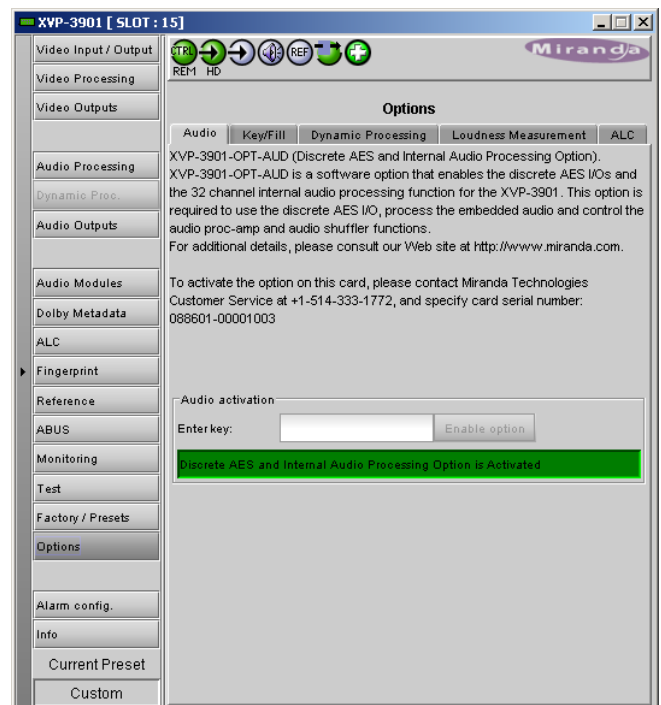 XVP-3901 [ SLOT : 15]
Video Input / Output
Video Processing
Video Outputs
Audio Processing
Dynamic Proc.
Audio Outputs
Audio Modules
Dolby Metadata
ALC
Fingerprint
Reference
ABUS
Monitoring
Test
Factory / Presets
Options
Alarm config.
Info
Current Preset
Custom
CTRL
REF
REM HD
Miranda
Options
Audio Key/Fill Dynamic Processing Loudness Measurement ALC
XVP-3901-OPT-AUD (Discrete AES and Internal Audio Processing Option).
XVP-3901-OPT-AUD is a software option that enables the discrete AES I/Os and
the 32 channel internal audio processing function for the XVP-3901. This option is
required to use the discrete AES I/O, process the embedded audio and control the
audio proc-amp and audio shuffler functions.
For additional details, please consult our Web site at http://www.miranda.com.
To activate the option on this card, please contact Miranda Technologies
Customer Service at +1-514-333-1772, and specify card serial number:
088601-00001003
Audio activation
Enter key:
Enable option
Discrete AES and Internal Audio Processing Option is Activated